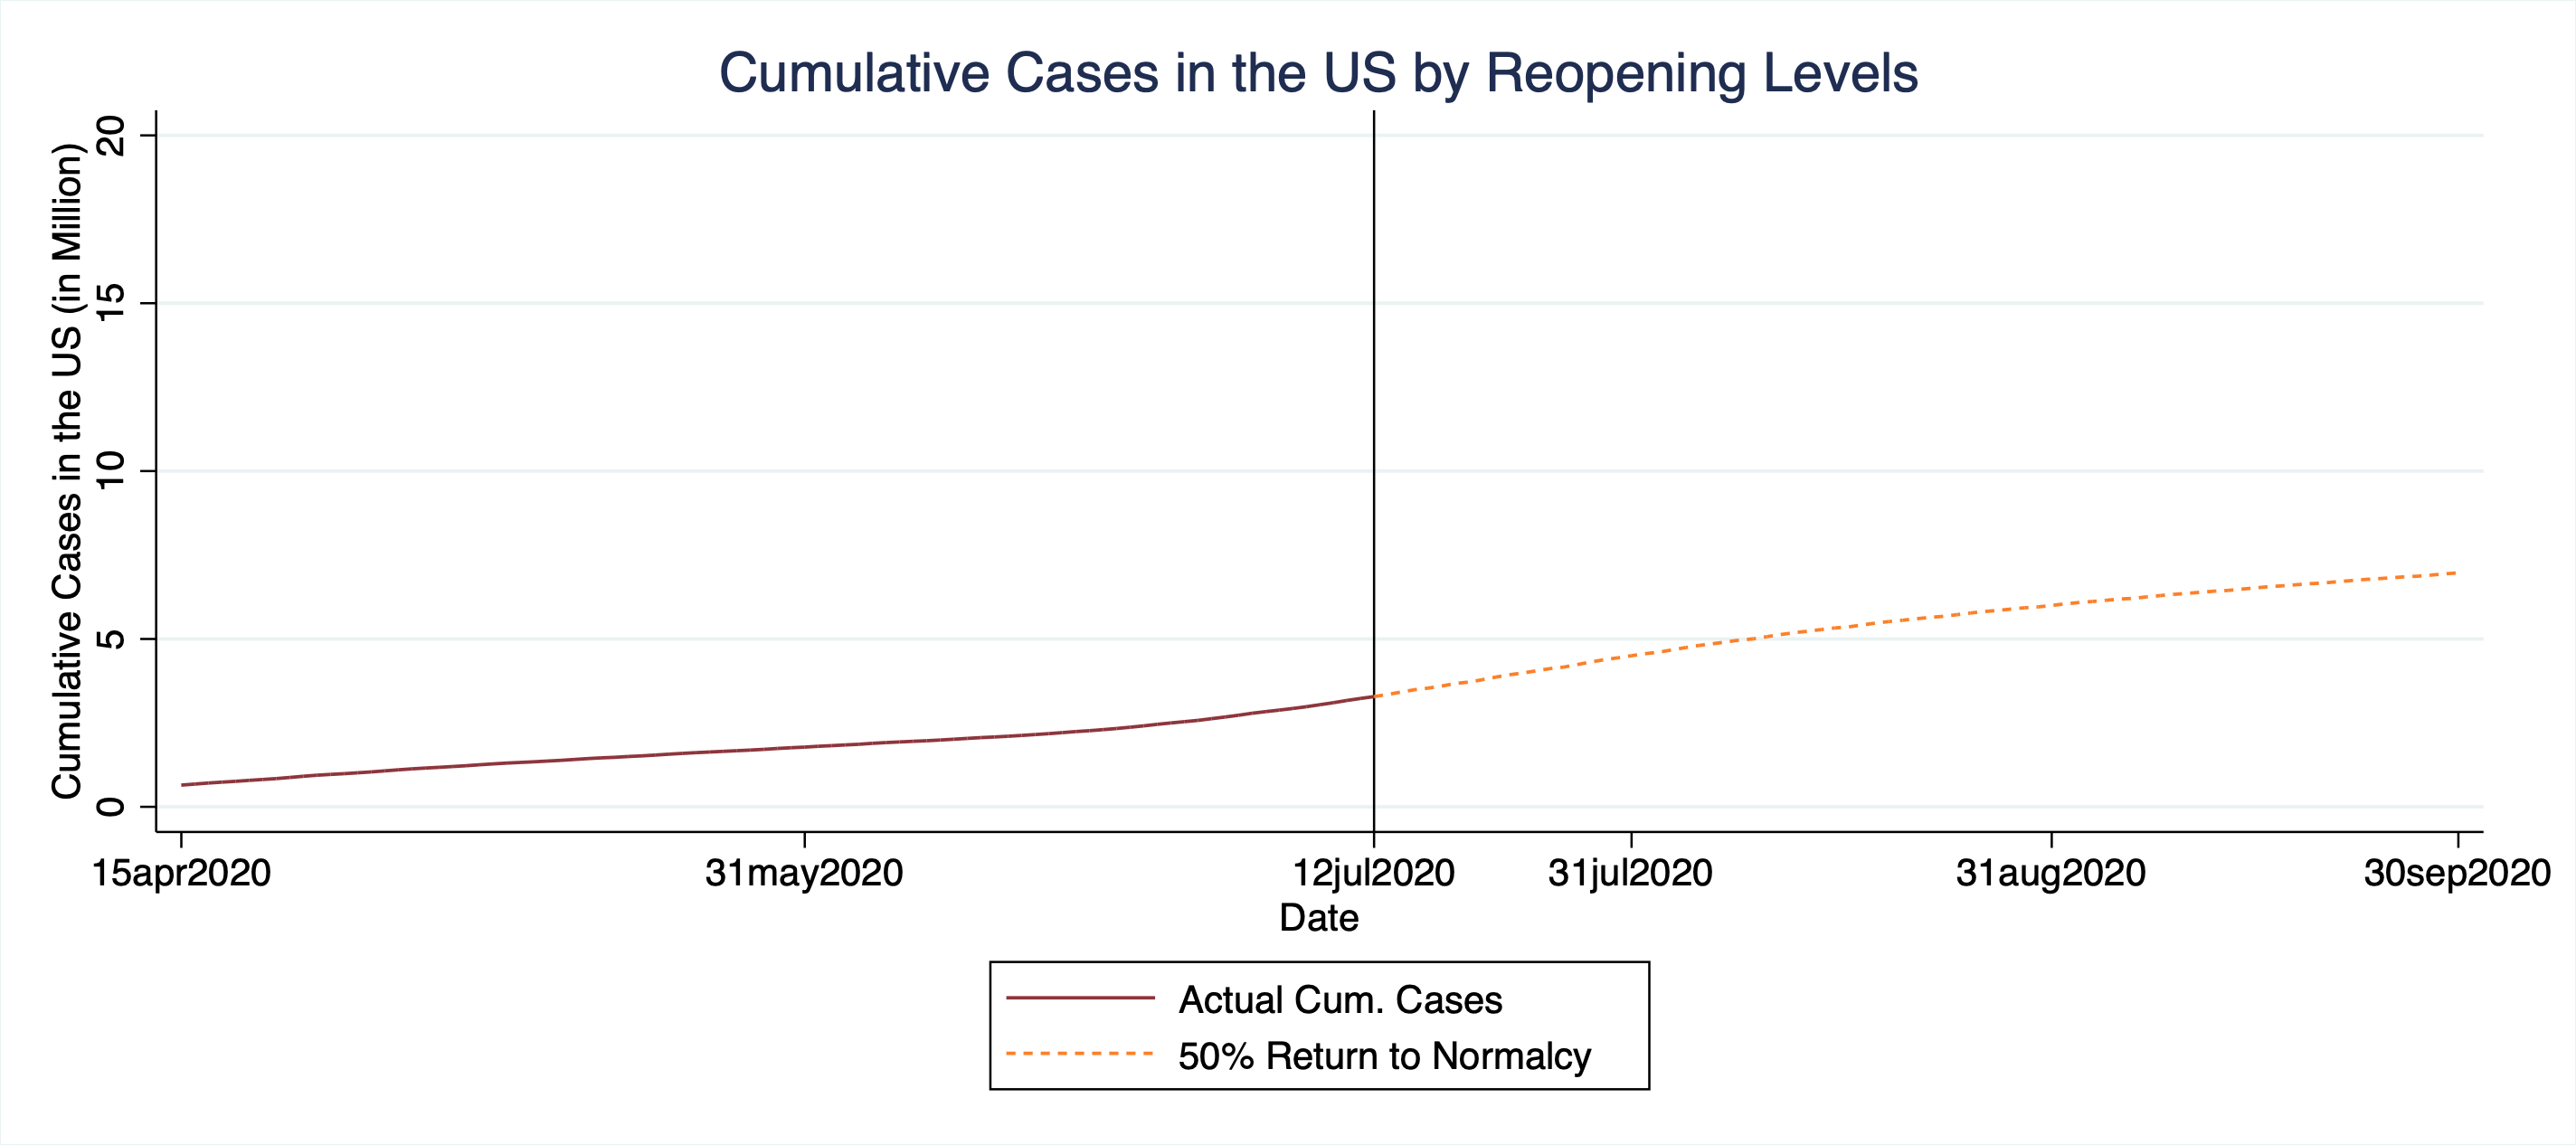 Cumulative Cases in the US by Reopening Levels
Cumulative Cases in the US (in Million)
20
15
10
5
0
15apr2020 31may2020 12jul2020 31jul2020 31aug2020 30sep2020
Date
Actual Cum. Cases
50% Return to Normalcy